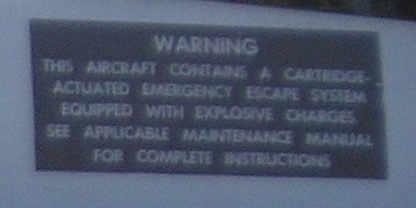 WARNING
THIS AIRCRAFT CONTAINS A CARTRIDGE-
ACTUATED EMERGENCY ESCAPE SYSTEM
EQUIPPED WITH EXPLOSIVE CHARGES.
SEE APPLICABLE MAINTENANCE MANUAL
FOR COMPLETE INSTRUCTIONS